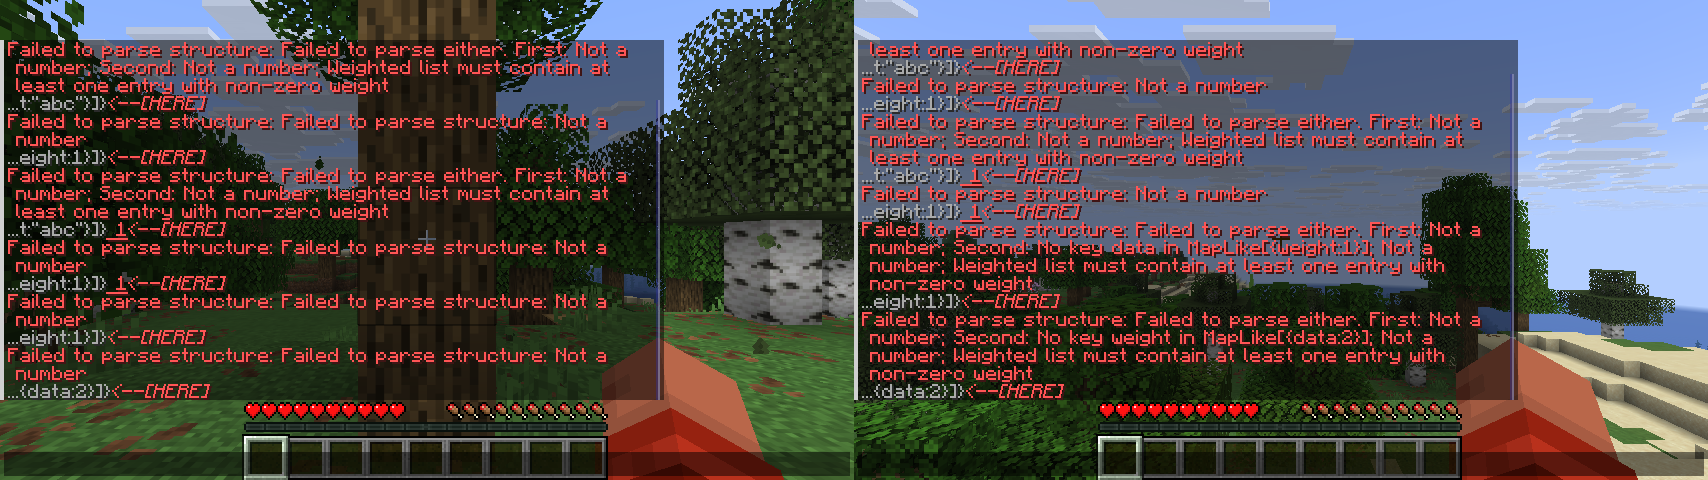 Failed to parse structure: Failed to parse either. First: Not a
number; Second: Not a number; Weighted list must contain at
least one entry with non-zero weight
...t:"abc"}]}<--[HERE]
Failed to parse structure: Failed to parse structure: Not a
number
...eight:1}]}<--[HERE]
Failed to parse structure: Failed to parse either. First: Not a
number; Second: Not a number; Weighted list must contain at
least one entry with non-zero weight
...t:"abc"}]} 1<--[HERE]
Failed to parse structure: Failed to parse structure: Not a
number
...eight:1}]} 1<--[HERE]
Failed to parse structure: Failed to parse structure: Not a
number
...eight:1}]}<--[HERE]
Failed to parse structure: Failed to parse structure: Not a
number
...{data:2}]}<--[HERE]
least one entry with non-zero weight
...t:"abc"}]}<--[HERE]
Failed to parse structure: Not a number
...eight:1}]}<--[HERE]
Failed to parse structure: Failed to parse either. First: Not a
number; Second: Not a number; Weighted list must contain at
least one entry with non-zero weight
...t:"abc"}]} 1<--[HERE]
Failed to parse structure: Not a number
...eight:1}]} 1<--[HERE]
Failed to parse structure: Failed to parse either. First: Not a
number; Second: No key data in MapLike[{weight:1}]; Not a
number; Weighted list must contain at least one entry with
non-zero weight
...eight:1}]}<--[HERE]
Failed to parse structure: Failed to parse either. First: Not a
number; Second: No key weight in MapLike[{data:2}]; Not a
number; Weighted list must contain at least one entry with
non-zero weight
...{data:2}]}<--[HERE]